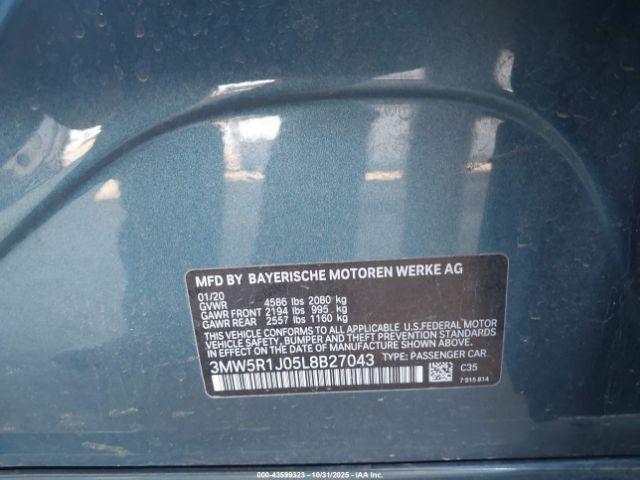 MFD BY BAYERISCHE MOTOREN WERKE AG
01/20
GVWR 4586 lbs 2080 kg
GAWR FRONT 2194 lbs 995 kg
GAWR REAR 2557 lbs 1160 kg
THIS VEHICLE CONFORMS TO ALL APPLICABLE U.S.FEDERAL MOTOR
VEHICLE SAFETY, BUMPER, AND THEFT PREVENTION STANDARDS
IN EFFECT ON THE DATE OF MANUFACTURE SHOWN ABOVE.
3MW5R1J05L8B27043 TYPE: PASSENGER CAR
C35
7 915 814
000-43599323 - 10/31/2025 - COPYRIGHT IAA, LLC.